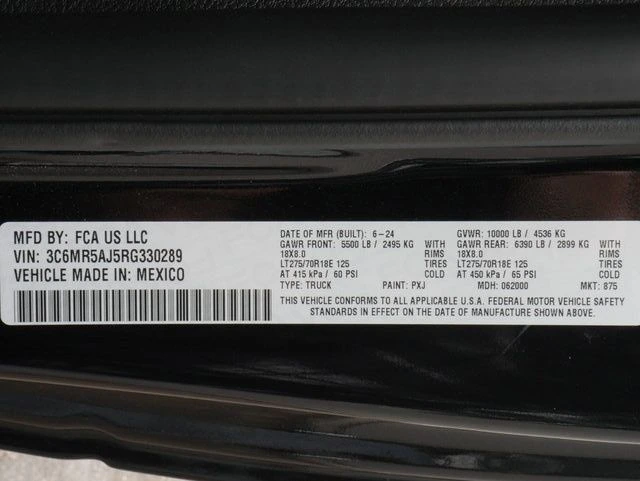 MFD BY: FCA US LLC
VIN: 3C6MR5AJ5RG330289
VEHICLE MADE IN: MEXICO
DATE OF MFR (BUILT): 6-24 GVWR: 10000 LB / 4536 KG
GAWR FRONT: 5500 LB / 2495 KG WITH GAWR REAR: 6390 LB / 2899 KG WITH
18X8.0 RIMS 18X8.0 RIMS
LT275/70R18E 125 TIRES LT275/70R18E 125 TIRES
AT 415 kPa / 60 PSI COLD AT 450 kPa / 65 PSI COLD
TYPE: TRUCK PAINT: PXJ MDH: 062000 MKT: 875
THIS VEHICLE CONFORMS TO ALL APPLICABLE U.S.A. FEDERAL MOTOR VEHICLE SAFETY
STANDARDS IN EFFECT ON THE DATE OF MANUFACTURE SHOWN ABOVE.